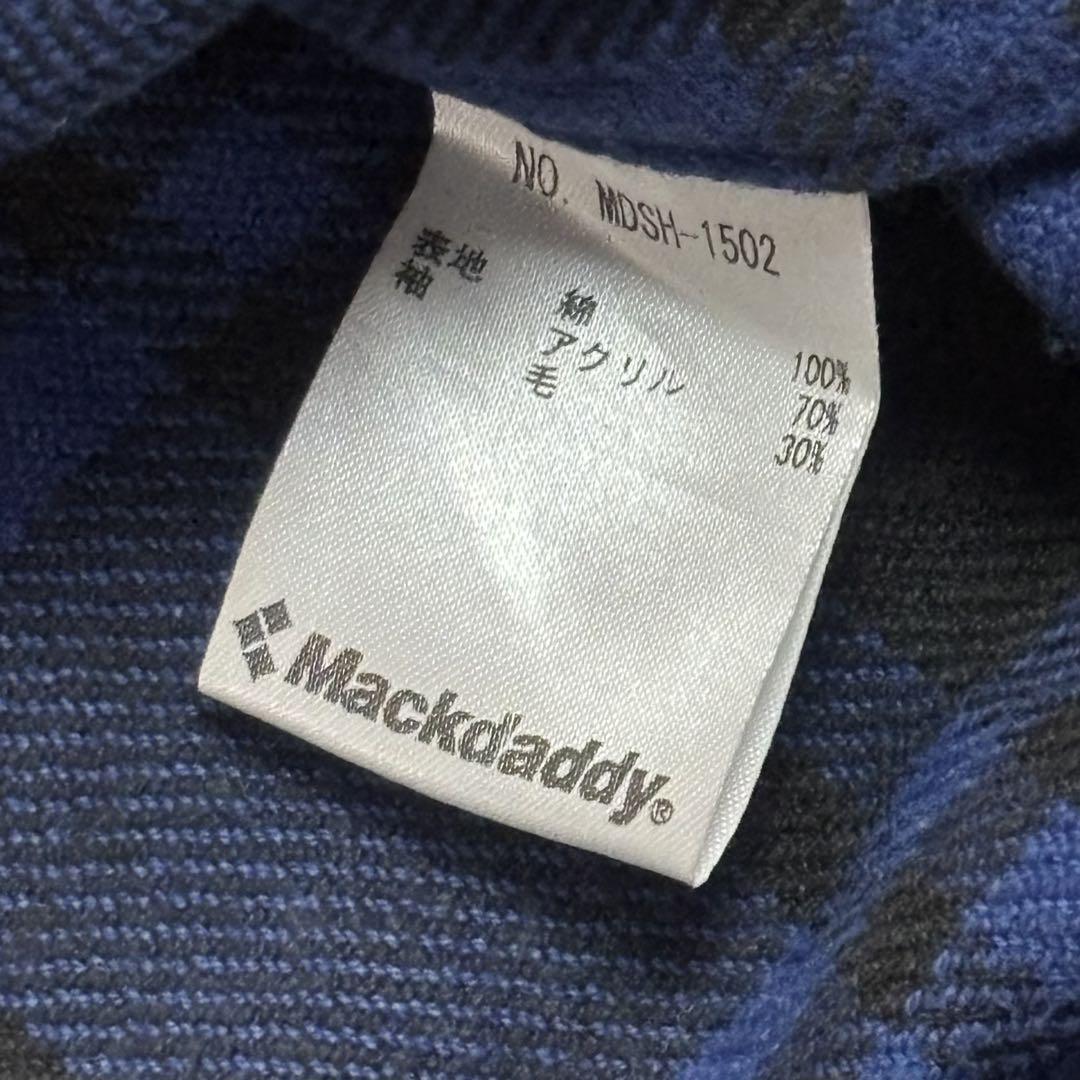 NO. MDSH-1502
表地 綿 100%
袖 アクリル 70%
毛 30%
Mackdaddy®